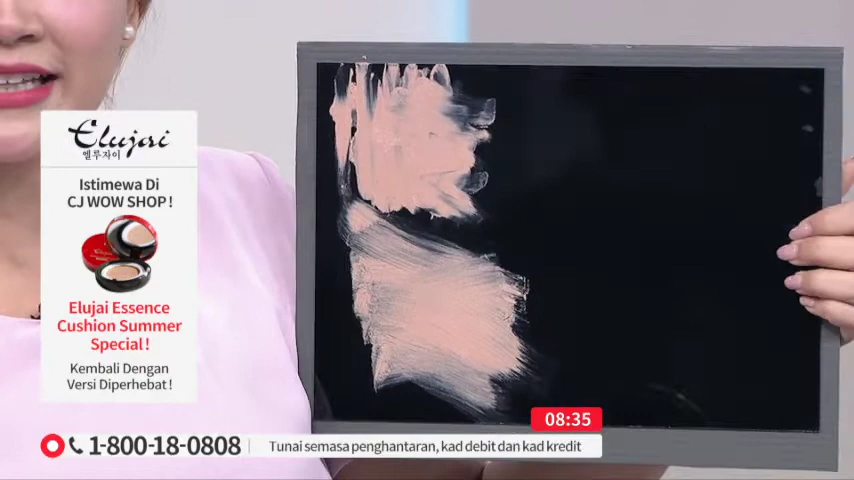 Elujai
엘루자이
Istimewa Di
CJ WOW SHOP!
Elujai Essence
Cushion Summer
Special!
Kembali Dengan
Versi Diperhebat!
08:35
1-800-18-0808
Tunai semasa penghantaran, kad debit dan kad kredit